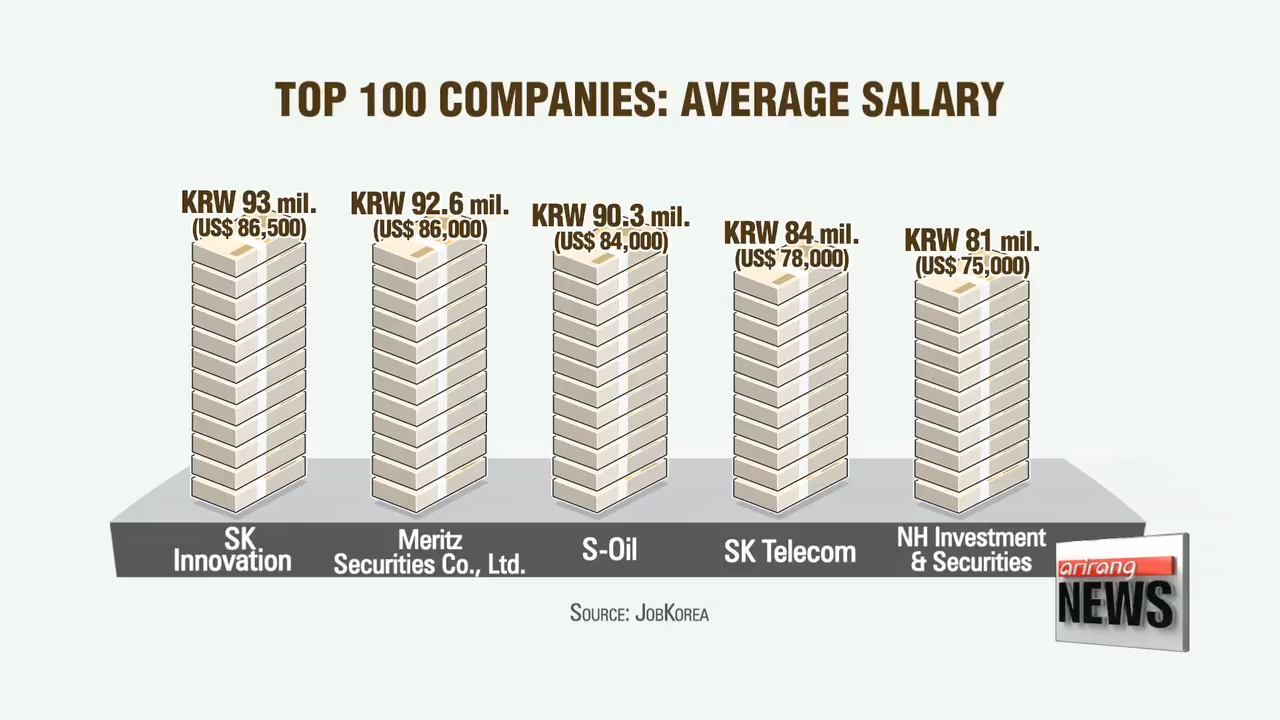 TOP 100 COMPANIES: AVERAGE SALARY
KRW 93 mil.
(US$ 86,500)
KRW 92.6 mil.
(US$ 86,000)
KRW 90.3 mil.
(US$ 84,000)
KRW 84 mil.
(US$ 78,000)
KRW 81 mil.
(US$ 75,000)
SK
Innovation
Meritz
Securities Co., Ltd.
S-Oil
SK Telecom
NH Investment
& Securities
SOURCE: JOBKOREA
arirang
NEWS